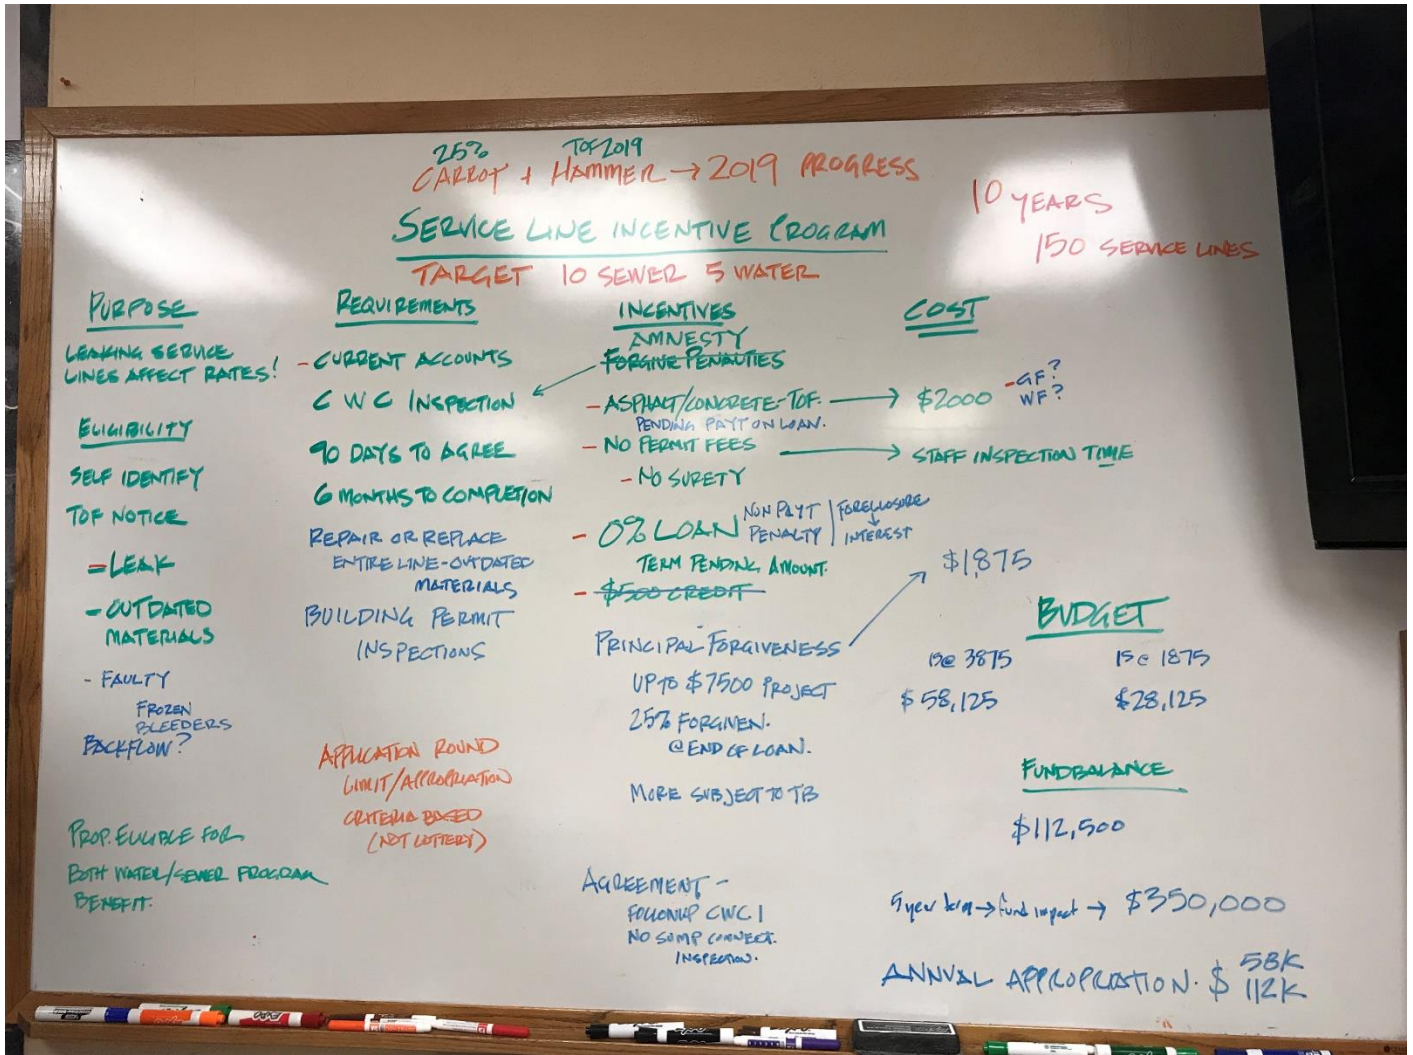 25% TOF 2019
CARROT + HAMMER → 2019 PROGRESS
10 YEARS
150 SERVICE LINES
SERVICE LINE INCENTIVE PROGRAM
TARGET 10 SEWER 5 WATER
PURPOSE
LEAKING SERVICE
LINES AFFECT RATES!
ELIGIBILITY
SELF IDENTIFY
TOF NOTICE
- LEAK
- OUTDATED
MATERIALS
- FAULTY
FROZEN
BLEEDERS
BACKFLOW?
PROP. ELIGIBLE FOR
BOTH WATER/SEWER PROGRAM
BENEFIT.
REQUIREMENTS
- CURRENT ACCOUNTS
CWC INSPECTION
90 DAYS TO AGREE
6 MONTHS TO COMPLETION
REPAIR OR REPLACE
ENTIRE LINE - OUTDATED
MATERIALS
BUILDING PERMIT
INSPECTIONS
APPLICATION ROUND
LIMIT/APPROPRIATION
CRITERIA BASED
(NOT LOTTERY)
INCENTIVES
AMNESTY
FORGIVE PENALTIES
- ASPHALT/CONCRETE-TOF.
PENDING PAYT ON LOAN.
- NO PERMIT FEES
- NO SURETY
- 0% LOAN NON PAYT PENALTY | FORECLOSURE ↓ INTEREST
TERM PENDING AMOUNT.
- $500 CREDIT
PRINCIPAL FORGIVENESS
UP TO $7500 PROJECT
25% FORGIVEN.
@ END OF LOAN.
MORE SUBJECT TO TB
AGREEMENT -
FOLLOWUP CWC I
NO SUMP CONNECT.
INSPECTION.
COST
→ $2000 - GF?
WF?
→ STAFF INSPECTION TIME
$1,875
BUDGET
15@ 3875 15@ 1875
$58,125 $28,125
FUNDBALANCE
$112,500
5 year term → fund impact → $350,000
ANNUAL APPROPRIATION. $ 58K
112K